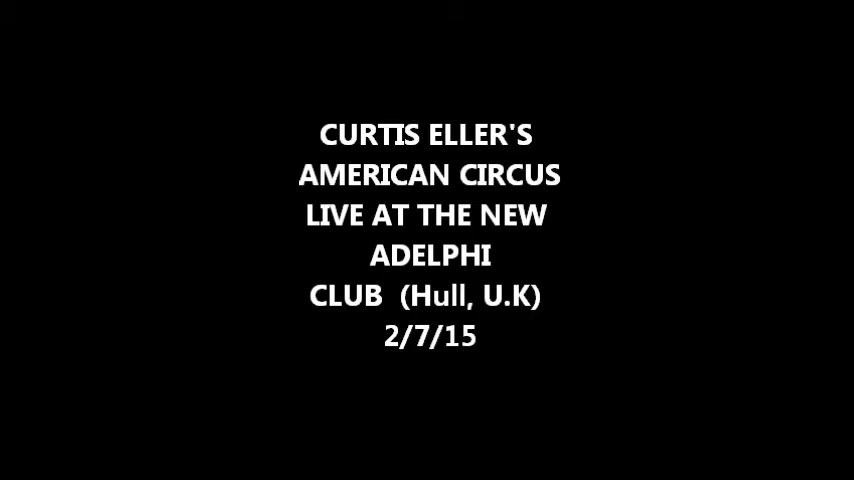 CURTIS ELLER'S
AMERICAN CIRCUS
LIVE AT THE NEW
ADELPHI
CLUB  (Hull, U.K)
2/7/15